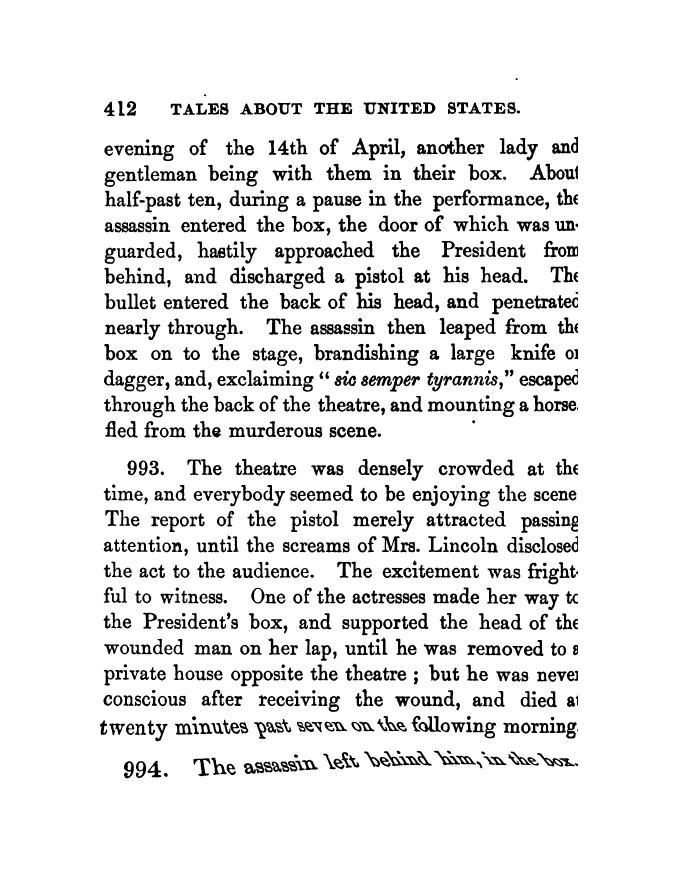 412 TALES ABOUT THE UNITED STATES.
evening of the 14th of April, another lady and
gentleman being with them in their box. About
half-past ten, during a pause in the performance, the
assassin entered the box, the door of which was un-
guarded, hastily approached the President from
behind, and discharged a pistol at his head. The
bullet entered the back of his head, and penetrated
nearly through. The assassin then leaped from the
box on to the stage, brandishing a large knife or
dagger, and, exclaiming "sic semper tyrannis," escaped
through the back of the theatre, and mounting a horse,
fled from the murderous scene.
993. The theatre was densely crowded at the
time, and everybody seemed to be enjoying the scene
The report of the pistol merely attracted passing
attention, until the screams of Mrs. Lincoln disclosed
the act to the audience. The excitement was fright-
ful to witness. One of the actresses made her way to
the President's box, and supported the head of the
wounded man on her lap, until he was removed to a
private house opposite the theatre ; but he was never
conscious after receiving the wound, and died at
twenty minutes past seven on the following morning.
994. The assassin left behind him, in the box,